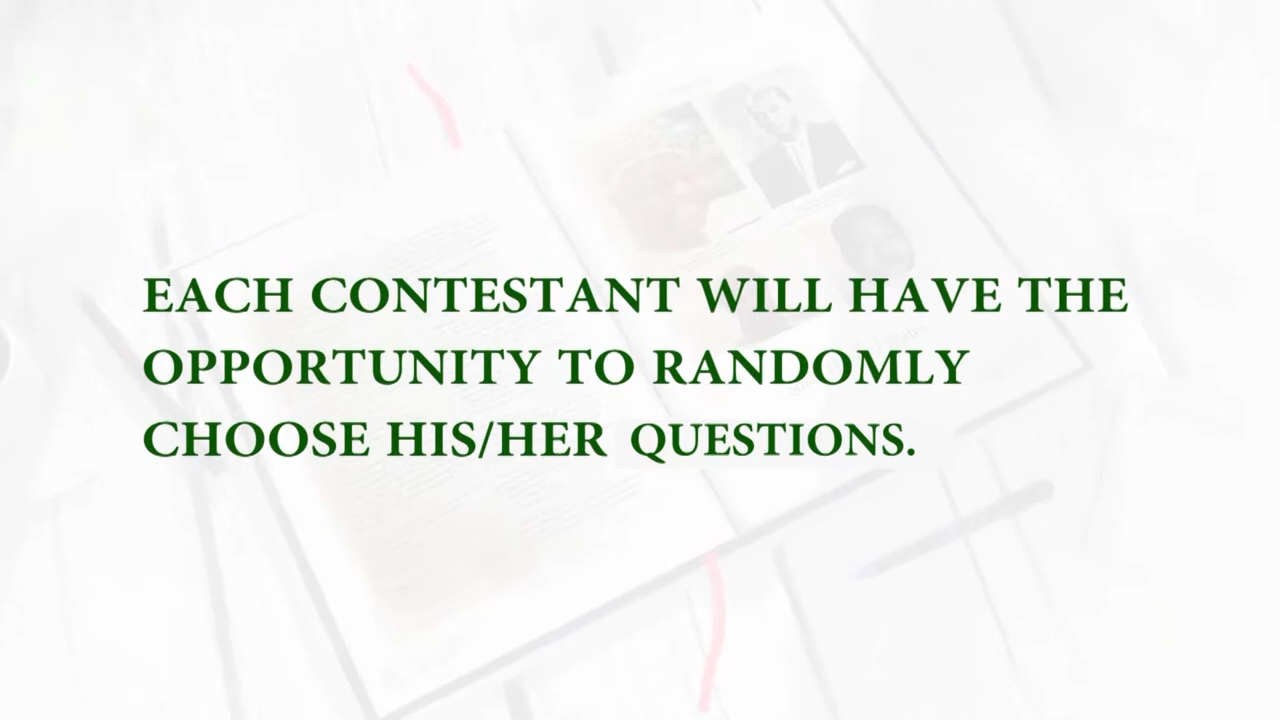 EACH CONTESTANT WILL HAVE THE
OPPORTUNITY TO RANDOMLY
CHOOSE HIS/HER QUESTIONS.